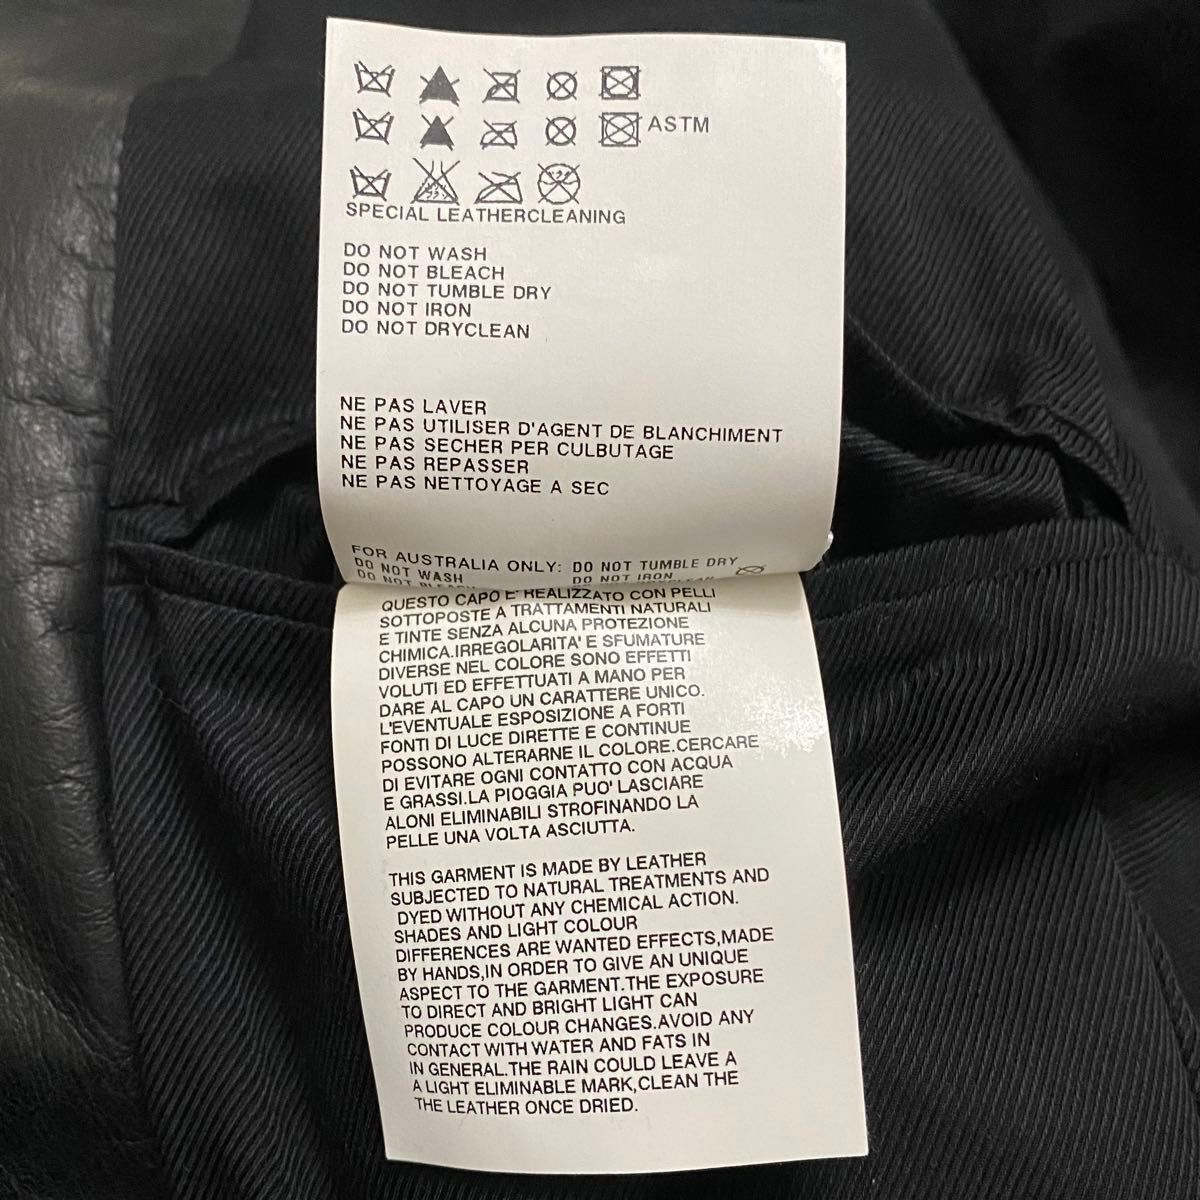 ASTM
SPECIAL LEATHERCLEANING
DO NOT WASH
DO NOT BLEACH
DO NOT TUMBLE DRY
DO NOT IRON
DO NOT DRYCLEAN
NE PAS LAVER
NE PAS UTILISER D'AGENT DE BLANCHIMENT
NE PAS SECHER PER CULBUTAGE
NE PAS REPASSER
NE PAS NETTOYAGE A SEC
FOR AUSTRALIA ONLY: DO NOT TUMBLE DRY
DO NOT WASH DO NOT IRON
DO NOT BLEACH
QUESTO CAPO E' REALIZZATO CON PELLI
SOTTOPOSTE A TRATTAMENTI NATURALI
E TINTE SENZA ALCUNA PROTEZIONE
CHIMICA.IRREGOLARITA' E SFUMATURE
DIVERSE NEL COLORE SONO EFFETTI
VOLUTI ED EFFETTUATI A MANO PER
DARE AL CAPO UN CARATTERE UNICO.
L'EVENTUALE ESPOSIZIONE A FORTI
FONTI DI LUCE DIRETTE E CONTINUE
POSSONO ALTERARNE IL COLORE.CERCARE
DI EVITARE OGNI CONTATTO CON ACQUA
E GRASSI.LA PIOGGIA PUO' LASCIARE
ALONI ELIMINABILI STROFINANDO LA
PELLE UNA VOLTA ASCIUTTA.
THIS GARMENT IS MADE BY LEATHER
SUBJECTED TO NATURAL TREATMENTS AND
DYED WITHOUT ANY CHEMICAL ACTION.
SHADES AND LIGHT COLOUR
DIFFERENCES ARE WANTED EFFECTS,MADE
BY HANDS,IN ORDER TO GIVE AN UNIQUE
ASPECT TO THE GARMENT.THE EXPOSURE
TO DIRECT AND BRIGHT LIGHT CAN
PRODUCE COLOUR CHANGES.AVOID ANY
CONTACT WITH WATER AND FATS IN
IN GENERAL.THE RAIN COULD LEAVE A
A LIGHT ELIMINABLE MARK,CLEAN THE
THE LEATHER ONCE DRIED.